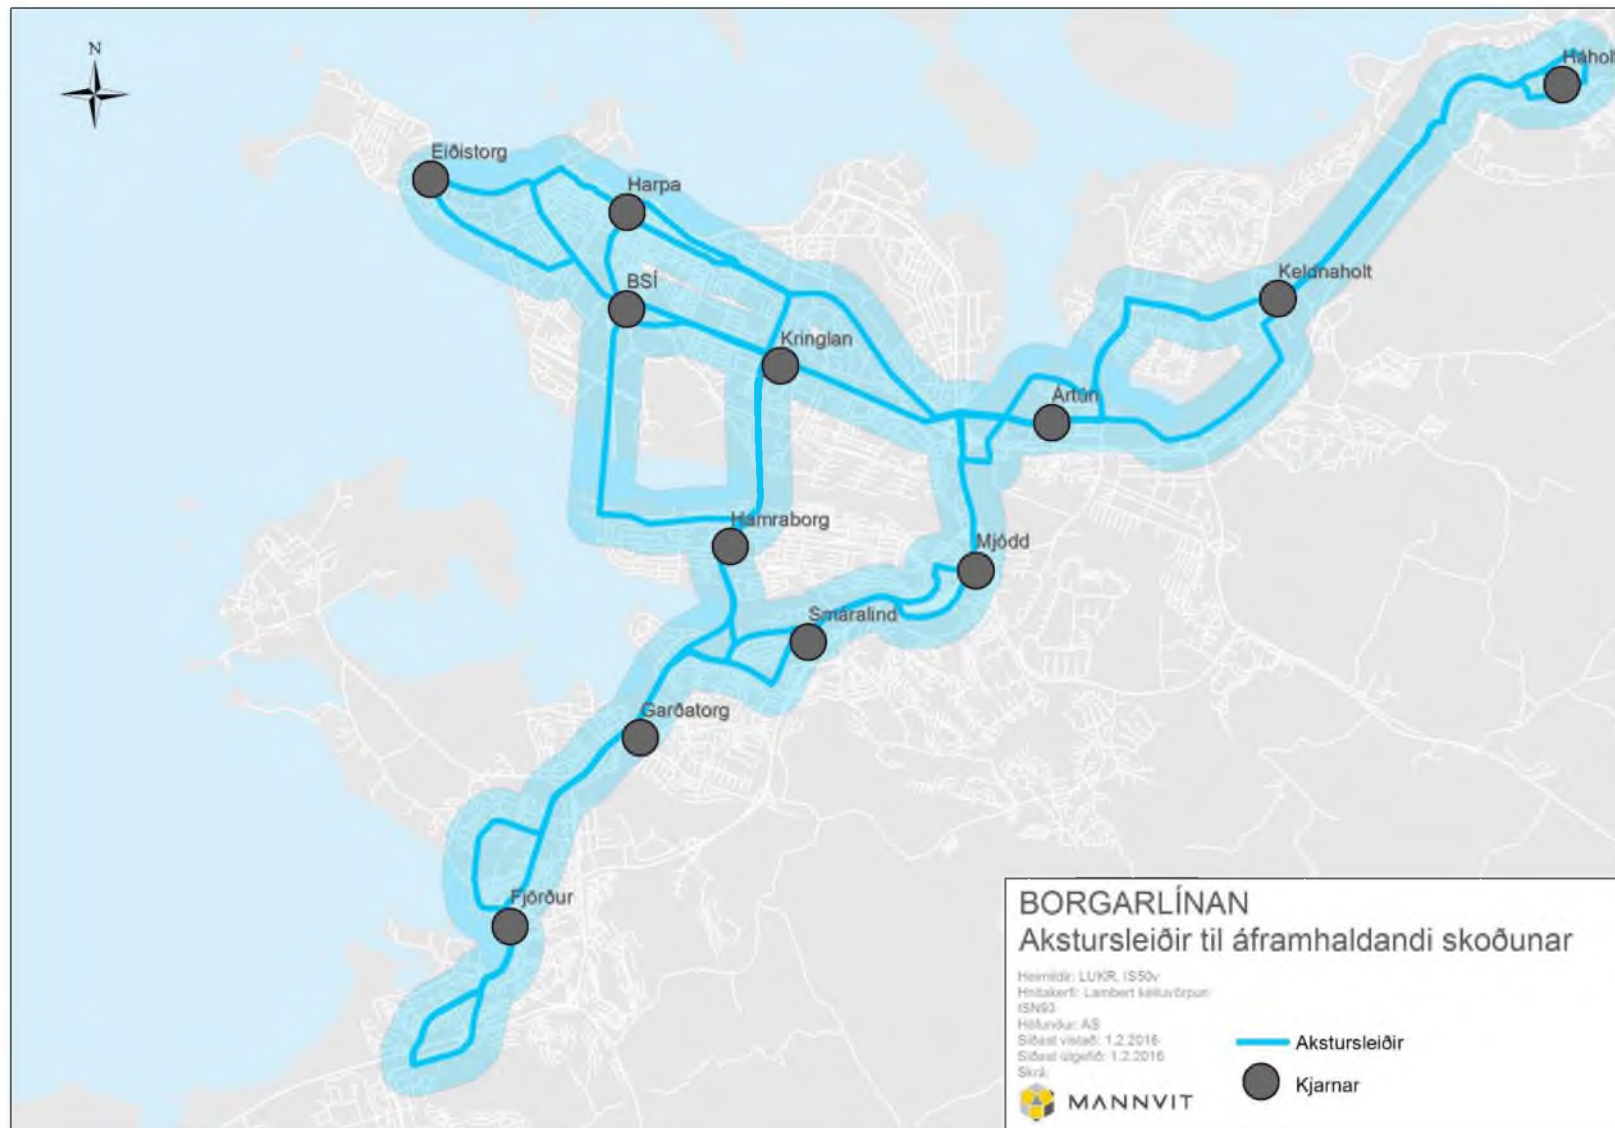 N
Háholt
Eiðistorg
Harpa
BSÍ
Keldnaholt
Kringlan
Ártún
Hamraborg
Mjódd
Smáralind
Garðatorg
Fjörður
BORGARLÍNAN
Akstursleiðir til áframhaldandi skoðunar
Heimildir: LUKR, IS50v
Hnitakerfi: Lambert keiluvörpun
ISN93
Höfundur: AS
Síðast vistað: 1.2.2016
Síðast útgefið: 1.2.2016
Skrá:
Akstursleiðir
Kjarnar
MANNVIT